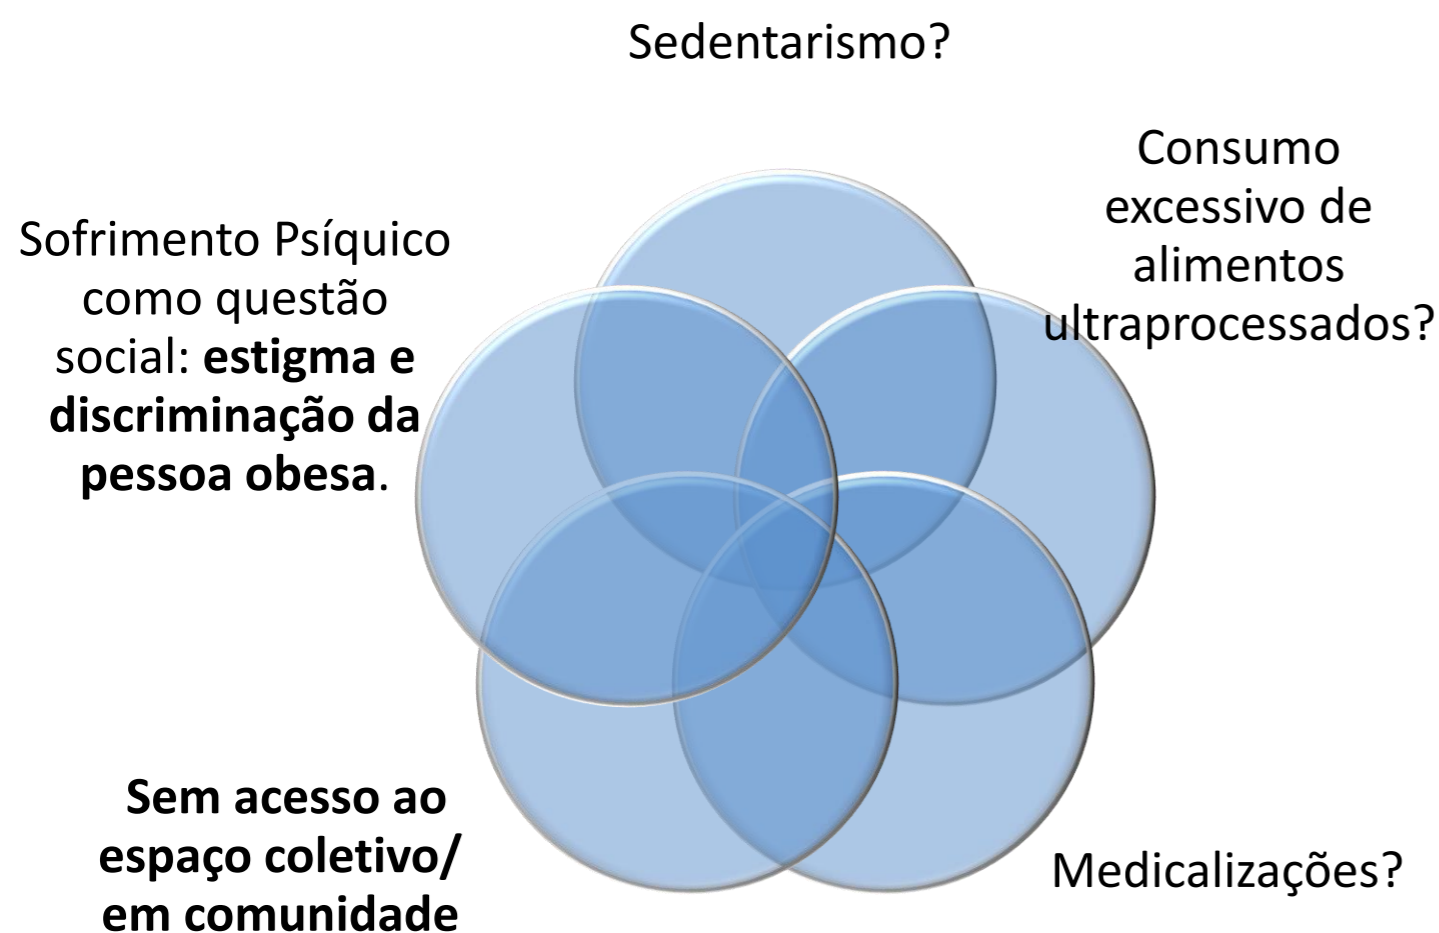 Sedentarismo?
Consumo
excessivo de
alimentos
ultraprocessados?
Sofrimento Psíquico
como questão
social: estigma e
discriminação da
pessoa obesa.
Sem acesso ao
espaço coletivo/
em comunidade
Medicalizações?